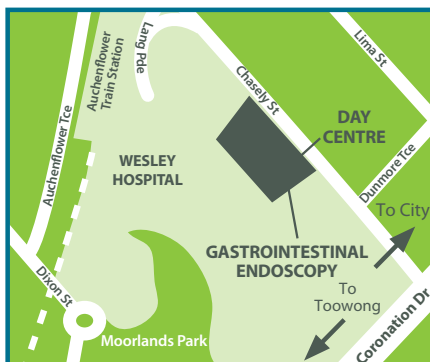 Auchenflower
Train Station
Lang Pde
Lima St
Chasely St
Auchenflower Tce
DAY
CENTRE
WESLEY
HOSPITAL
Dunmore Tce
To City
GASTROINTESTINAL
ENDOSCOPY
Dixon St
To
Toowong
Coronation Dr
Moorlands Park